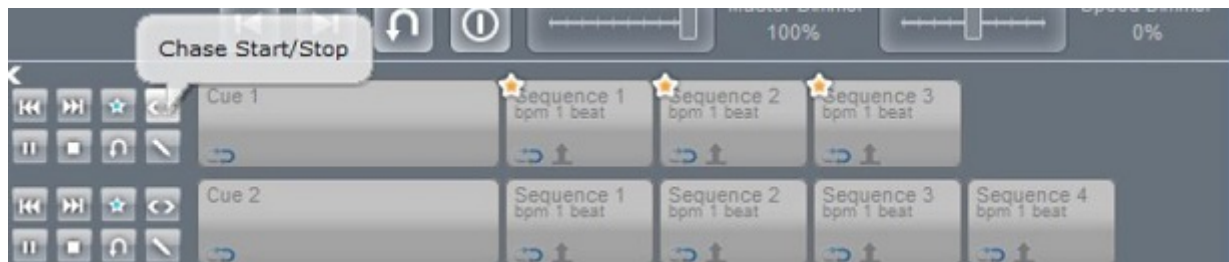 Master Dimmer
Speed Dimmer
100%
0%
Chase Start/Stop
Cue 1
Sequence 1
bpm 1 beat
Sequence 2
bpm 1 beat
Sequence 3
bpm 1 beat
Cue 2
Sequence 1
bpm 1 beat
Sequence 2
bpm 1 beat
Sequence 3
bpm 1 beat
Sequence 4
bpm 1 beat